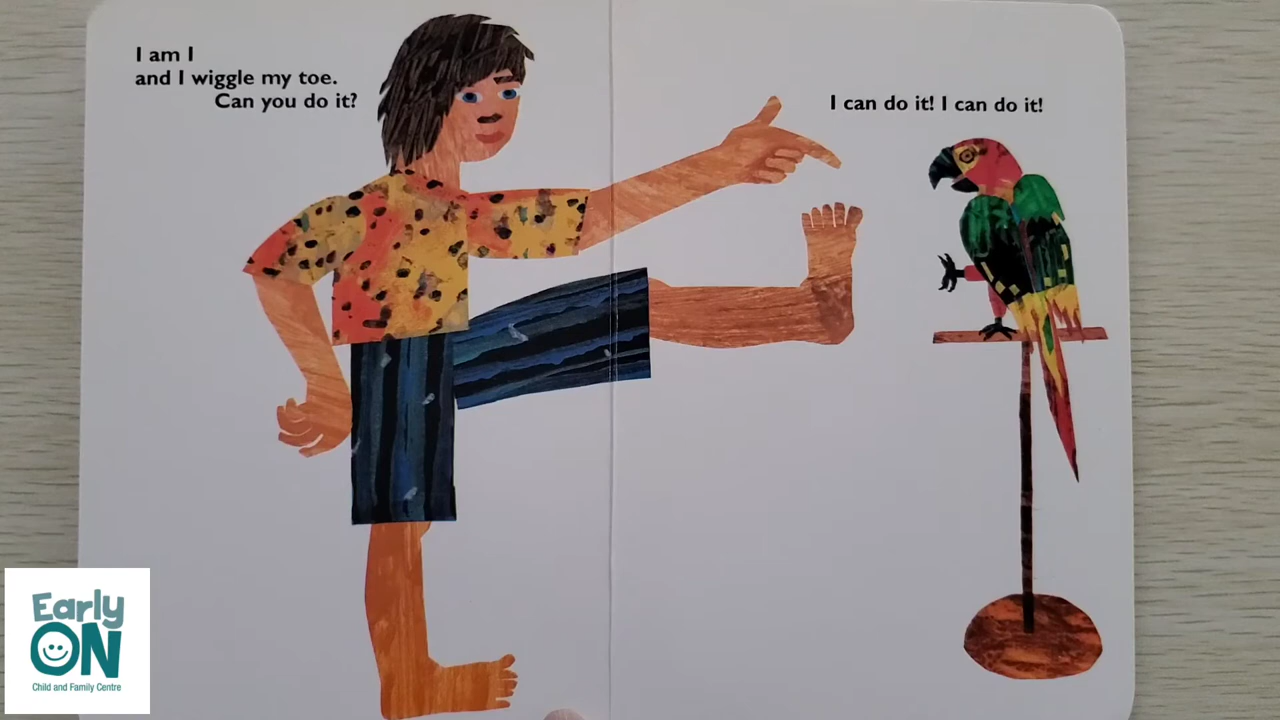 I am I
and I wiggle my toe.
Can you do it?
I can do it! I can do it!
Early
ON
Child and Family Centre